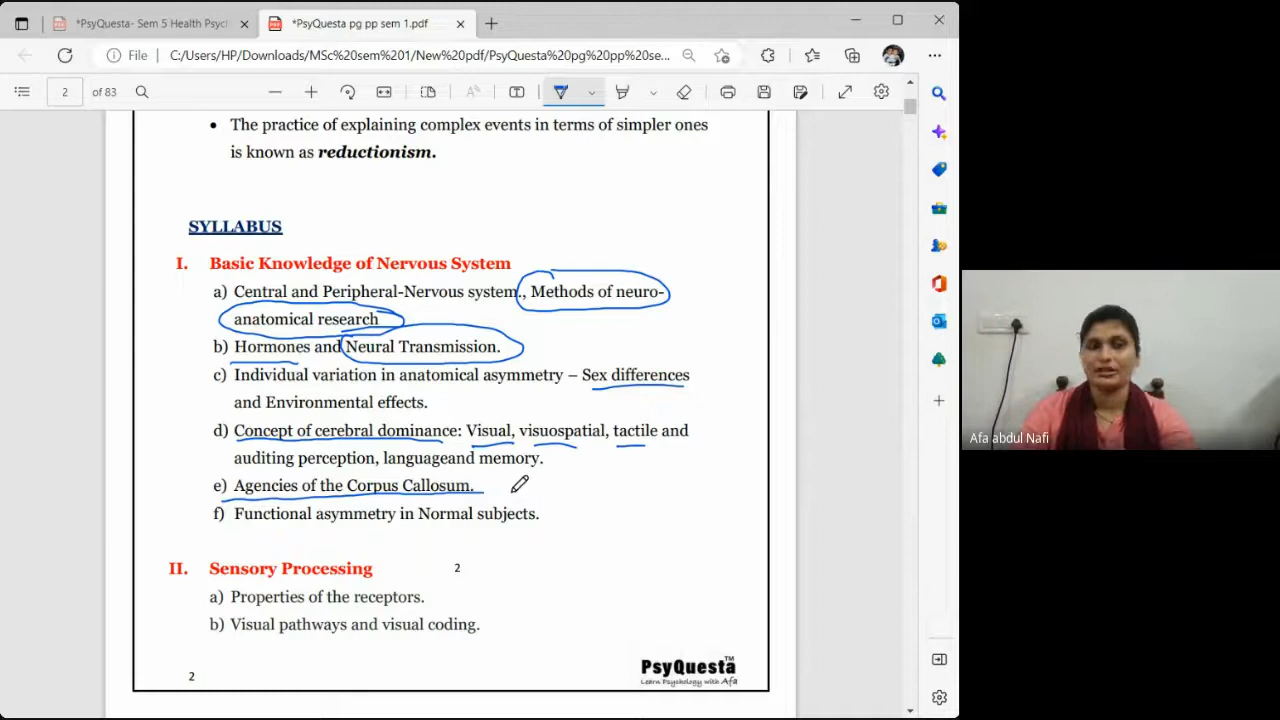 *PsyQuesta- Sem 5 Health Psycl
*PsyQuesta pg pp sem 1.pdf
File
C:/Users/HP/Downloads/MSc%20sem%201/New%20pdf/PsyQuesta%20pg%20pp%20se...
2 of 83
• The practice of explaining complex events in terms of simpler ones
is known as reductionism.
SYLLABUS
I. Basic Knowledge of Nervous System
a) Central and Peripheral-Nervous system., Methods of neuro-
anatomical research
b) Hormones and Neural Transmission.
c) Individual variation in anatomical asymmetry – Sex differences
and Environmental effects.
d) Concept of cerebral dominance: Visual, visuospatial, tactile and
auditing perception, languageand memory.
e) Agencies of the Corpus Callosum.
f) Functional asymmetry in Normal subjects.
II. Sensory Processing
2
a) Properties of the receptors.
b) Visual pathways and visual coding.
2
PsyQuesta TM
Learn Psychology with Afa
Afa abdul Nafi